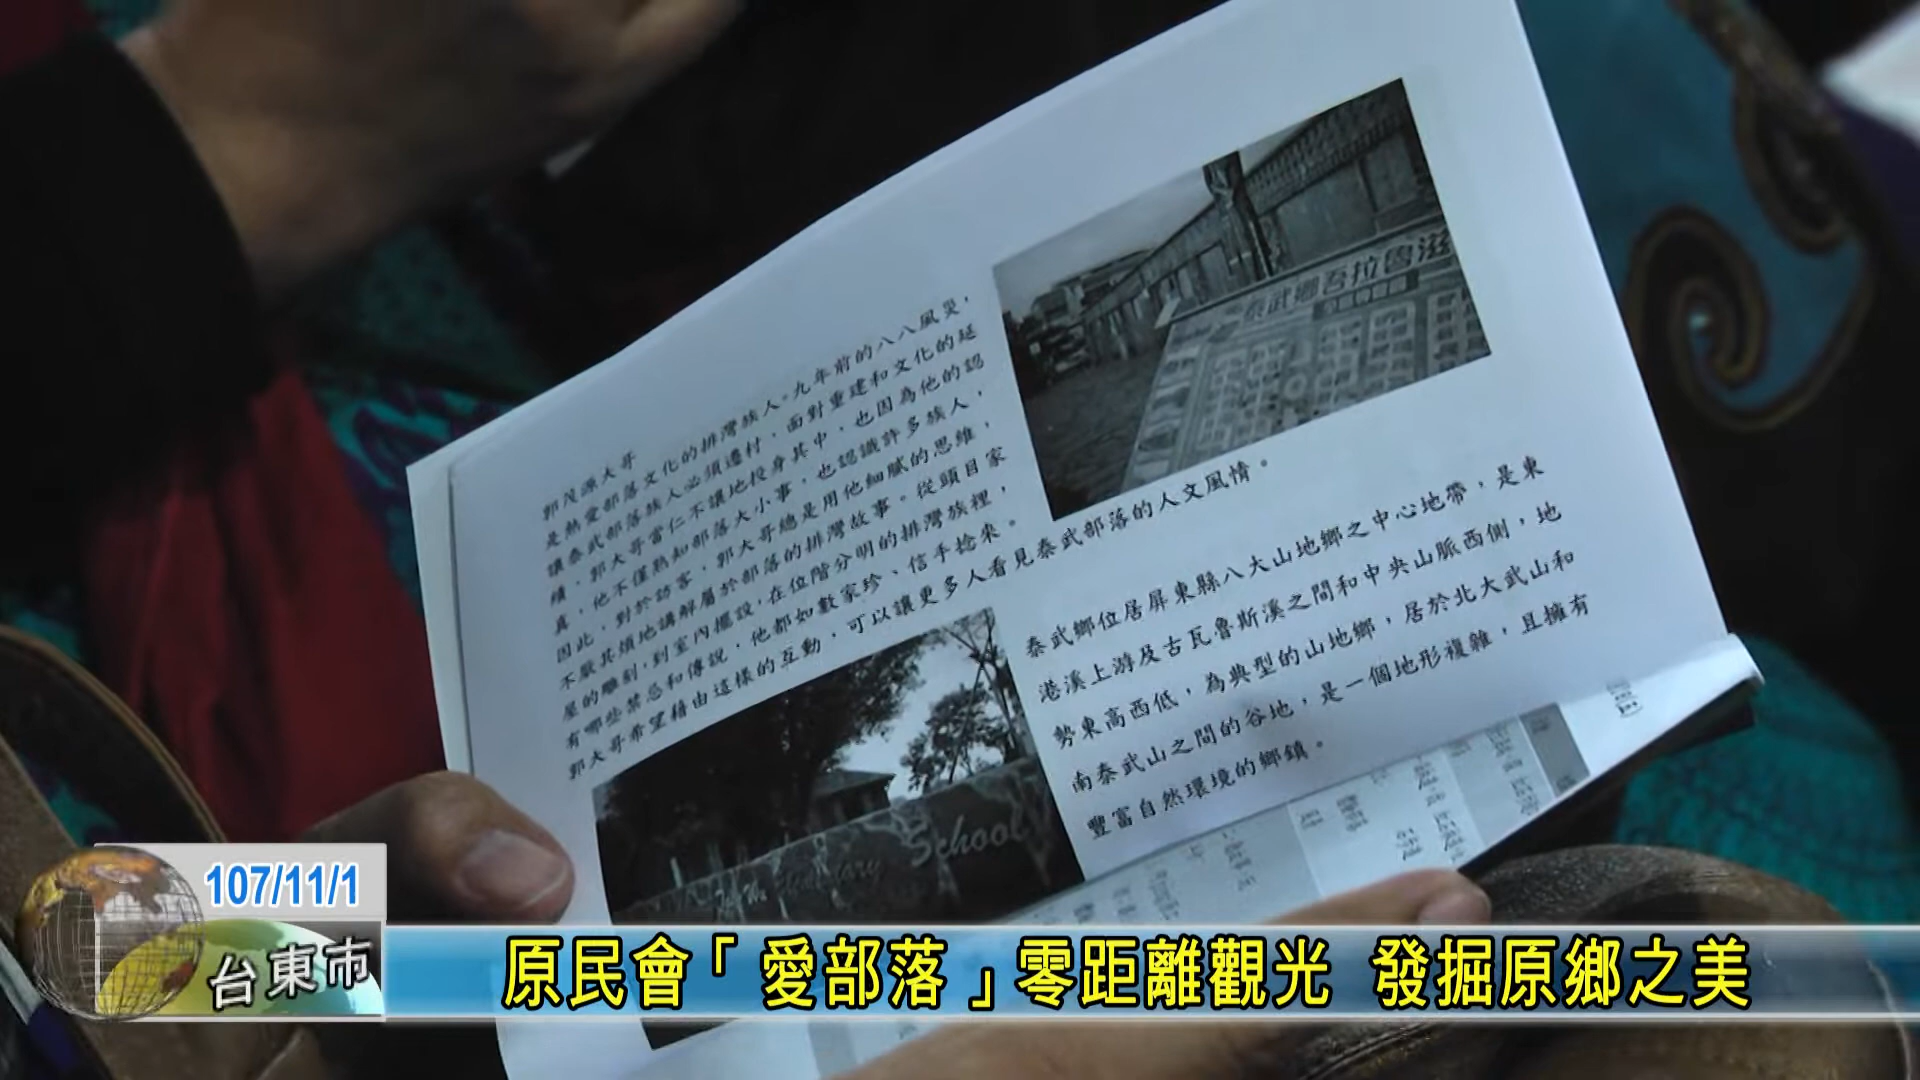 郭茂源大哥
是熱愛部落文化的排灣族人。九年前的八八風災，
讓泰武部落族人必須遷村，面對重建和文化的延
續，郭大哥當仁不讓地投身其中，也因為他的認
真，他不僅熟知部落大小事，也認識許多族人，
因此，對於訪客，郭大哥總是用他細膩的思維，
不厭其煩地講解屬於部落的排灣故事。從頭目家
屋的雕刻，到室內擺設，在位階分明的排灣族裡，
有哪些禁忌和傳說，他都如數家珍、信手捻來。
郭大哥希望藉由這樣的互動，可以讓更多人看見泰武部落的人文風情。
泰武鄉吾拉魯滋
泰武鄉位居屏東縣八大山地鄉之中心地帶，是東
港溪上游及古瓦魯斯溪之間和中央山脈西側，地
勢東高西低，為典型的山地鄉，居於北大武山和
南泰武山之間的谷地，是一個地形複雜，且擁有
豐富自然環境的鄉鎮。
School
107/11/1
台東市
原民會「愛部落」零距離觀光 發掘原鄉之美